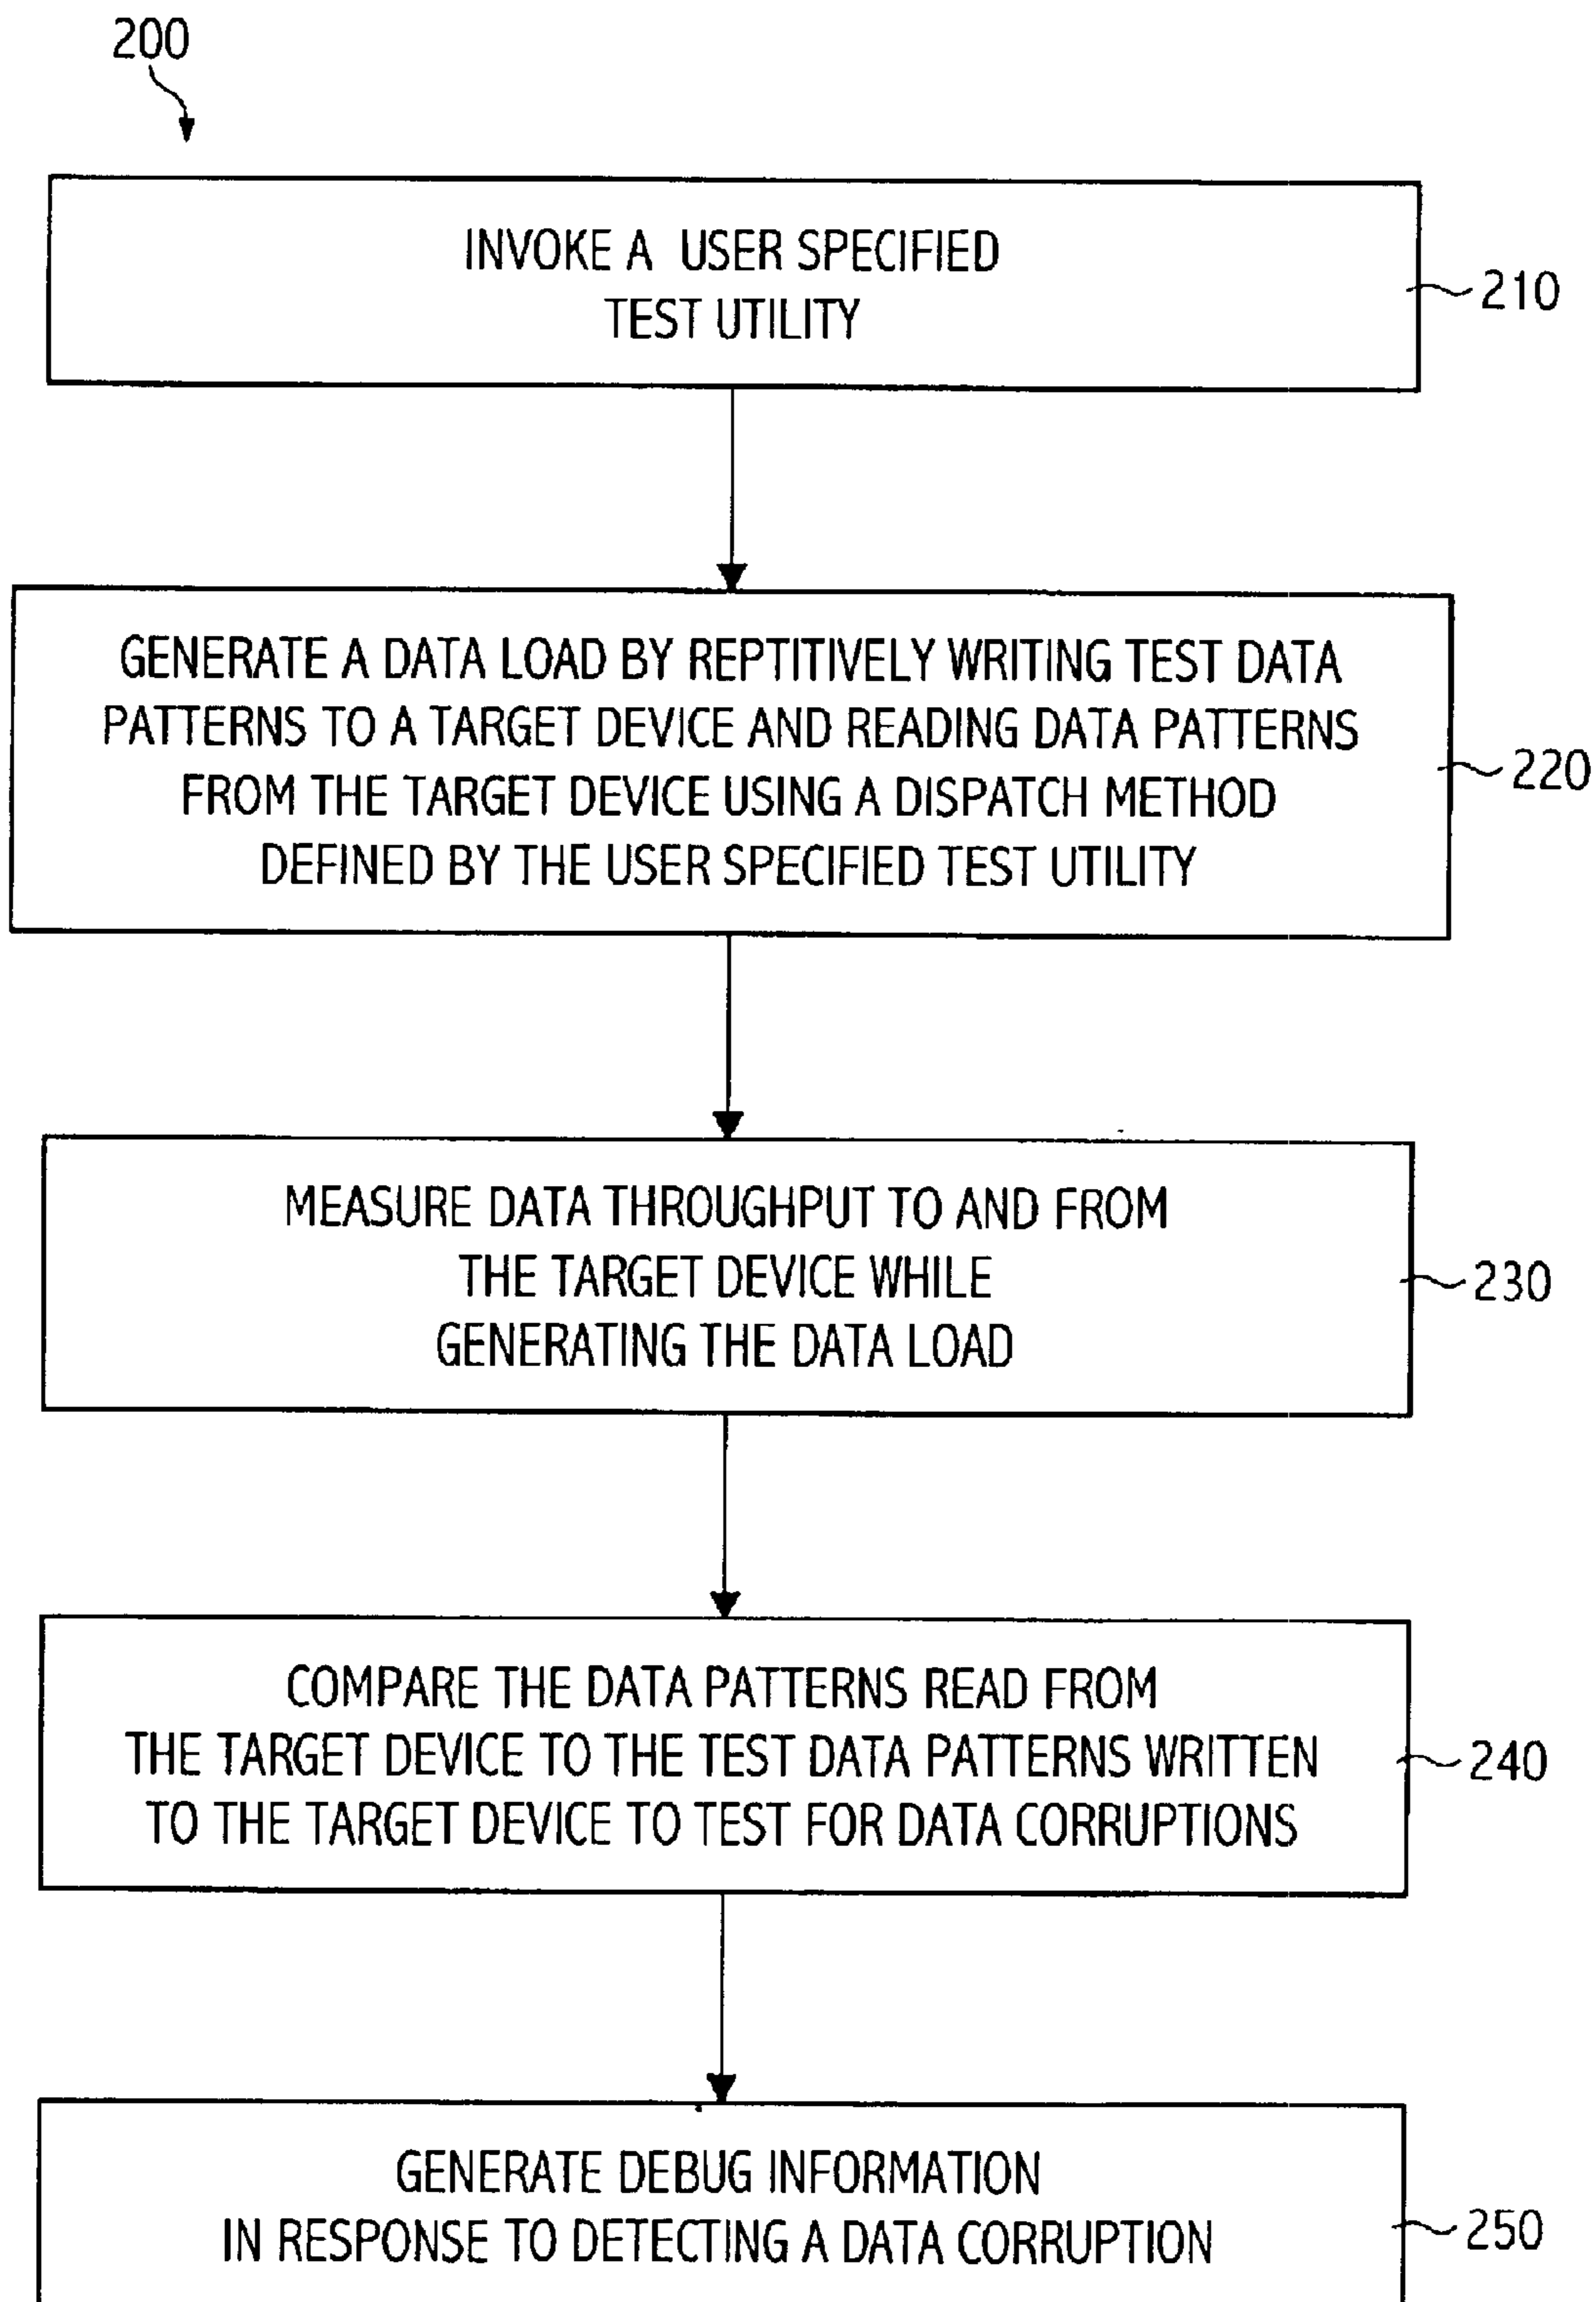 200
INVOKE A USER SPECIFIED
TEST UTILITY
210
GENERATE A DATA LOAD BY REPTITIVELY WRITING TEST DATA
PATTERNS TO A TARGET DEVICE AND READING DATA PATTERNS
FROM THE TARGET DEVICE USING A DISPATCH METHOD
DEFINED BY THE USER SPECIFIED TEST UTILITY
220
MEASURE DATA THROUGHPUT TO AND FROM
THE TARGET DEVICE WHILE
GENERATING THE DATA LOAD
230
COMPARE THE DATA PATTERNS READ FROM
THE TARGET DEVICE TO THE TEST DATA PATTERNS WRITTEN
TO THE TARGET DEVICE TO TEST FOR DATA CORRUPTIONS
240
GENERATE DEBUG INFORMATION
IN RESPONSE TO DETECTING A DATA CORRUPTION
250